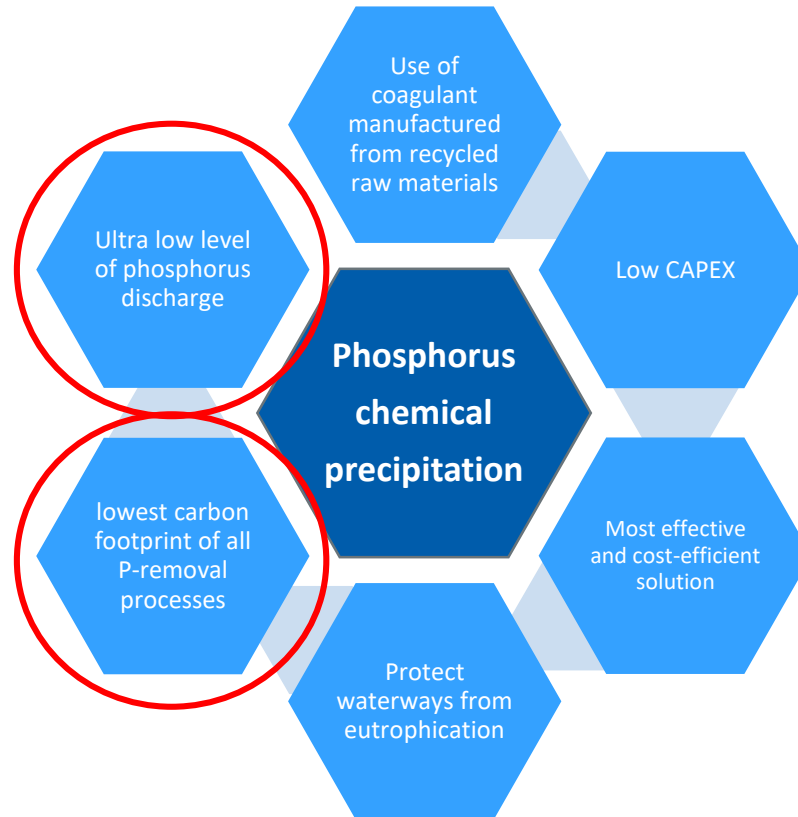 Use of
coagulant
manufactured
from recycled
raw materials
Ultra low level
of phosphorus
discharge
Low CAPEX
Phosphorus
chemical
precipitation
lowest carbon
footprint of all
P-removal
processes
Most effective
and cost-efficient
solution
Protect
waterways from
eutrophication